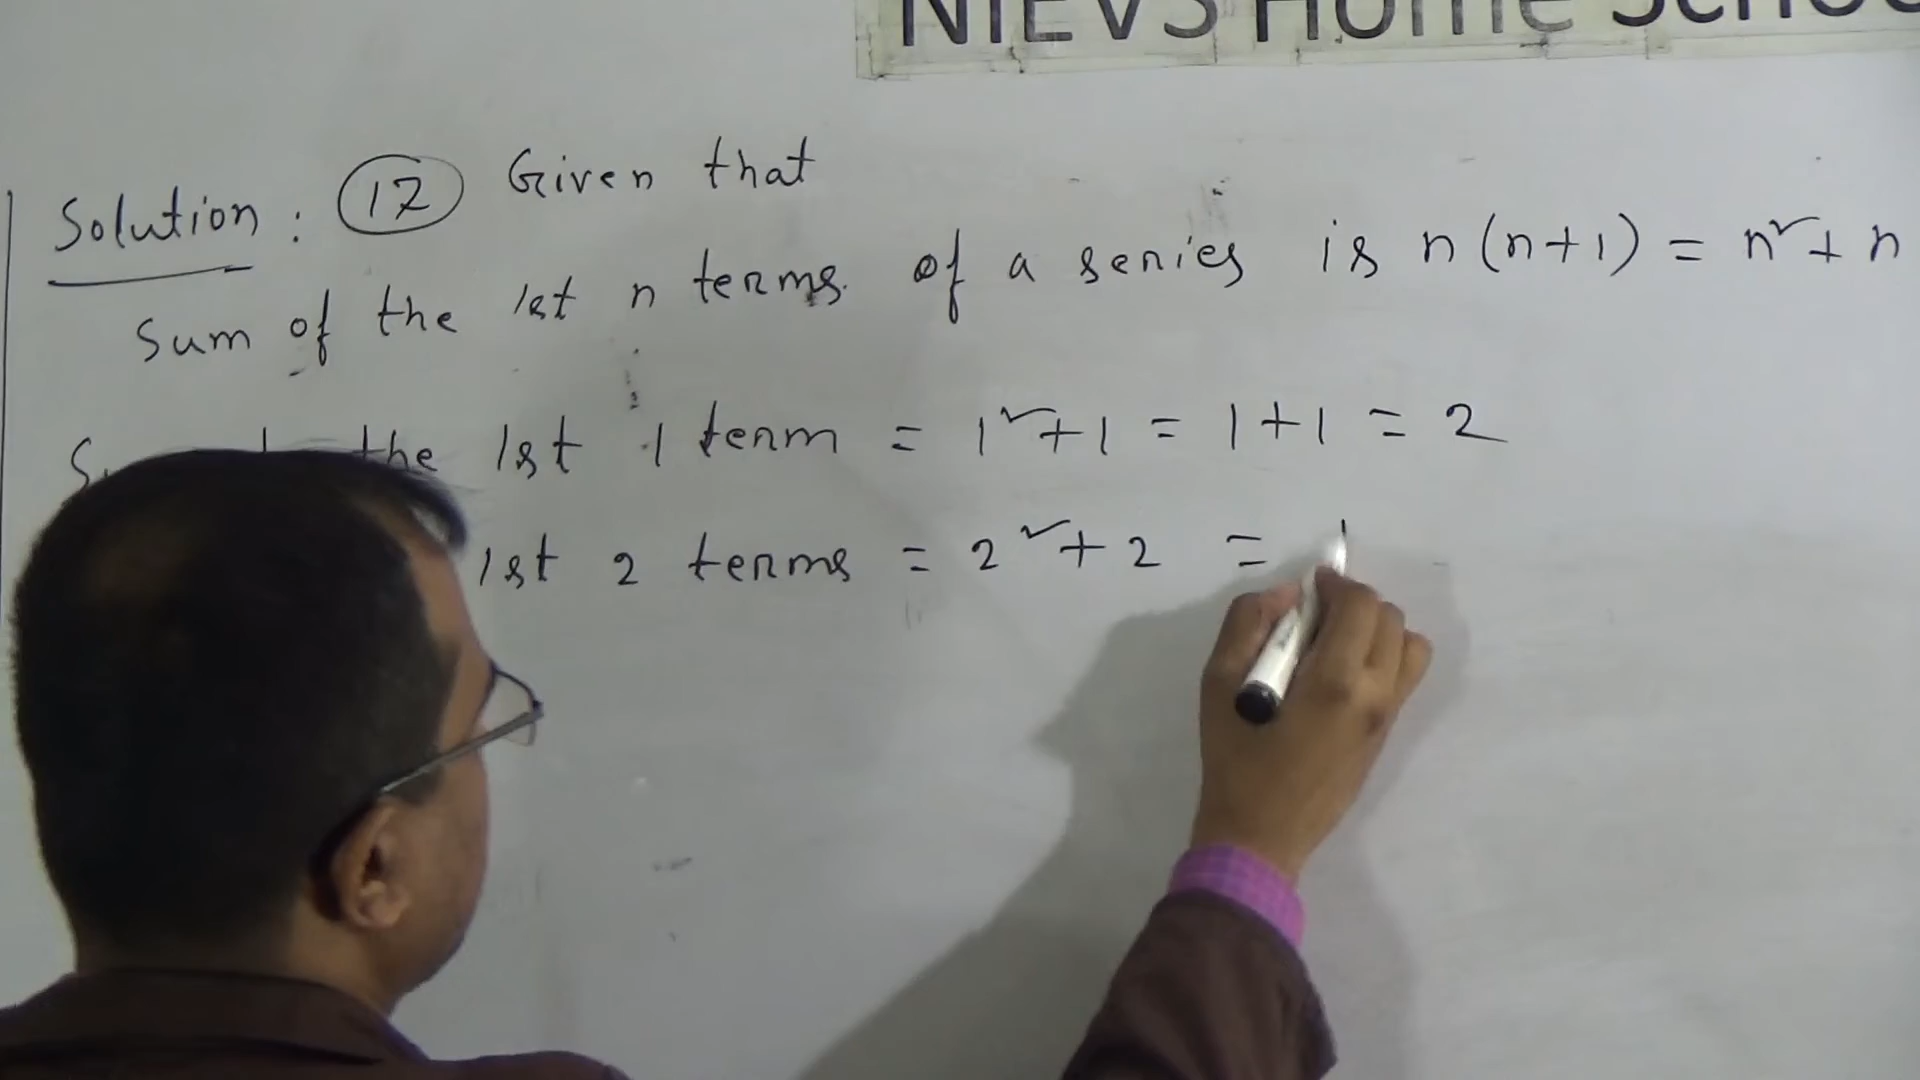 NIEVS Home School
Solution : 17 Given that
Sum of the 1st n terms of a series is n(n+1) = n² + n
the 1st 1 term = 1² + 1 = 1 + 1 = 2
1st 2 terms = 2² + 2 =